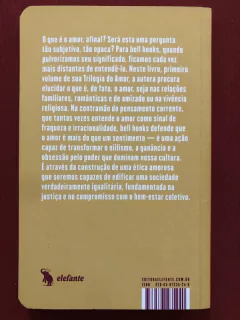 O que é o amor, afinal? Será esta uma pergunta
tão subjetiva, tão opaca? Para bell hooks, quando
pulverizamos seu significado, ficamos cada vez
mais distantes de entendê-lo. Neste livro, primeiro
volume de sua Trilogia do Amor, a autora procura
elucidar o que é, de fato, o amor, seja nas relações
familiares, românticas e de amizade ou na vivência
religiosa. Na contramão do pensamento corrente,
que tantas vezes entende o amor como sinal de
fraqueza e irracionalidade, bell hooks defende que
o amor é mais do que um sentimento — é uma ação
capaz de transformar o niilismo, a ganância e a
obsessão pelo poder que dominam nossa cultura.
É através da construção de uma ética amorosa
que seremos capazes de edificar uma sociedade
verdadeiramente igualitária, fundamentada na
justiça e no compromisso com o bem-estar coletivo.
elefante
EDITORAELEFANTE.COM.BR
ISBN